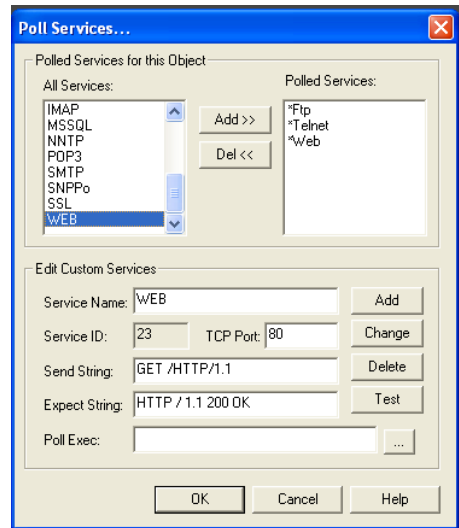 Poll Services...
Polled Services for this Object
All Services:
IMAP
MSSQL
NNTP
POP3
SMTP
SNPPo
SSL
WEB
Add >>
Del <<
Polled Services:
*Ftp
*Telnet
*Web
Edit Custom Services
Service Name: WEB
Add
Service ID: 23 TCP Port: 80
Change
Send String: GET /HTTP/1.1
Delete
Expect String: HTTP / 1.1 200 OK
Test
Poll Exec: ...
OK Cancel Help